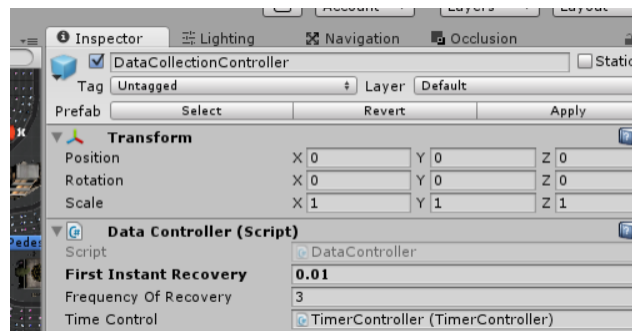 Account
Layers
Layout
Inspector Lighting Navigation Occlusion
DataCollectionController Static
Tag Untagged Layer Default
Prefab Select Revert Apply
Transform
Position X 0 Y 0 Z 0
Rotation X 0 Y 0 Z 0
Scale X 1 Y 1 Z 1
Data Controller (Script)
Script DataController
First Instant Recovery 0.01
Frequency Of Recovery 3
Time Control TimerController (TimerController)
Pedes